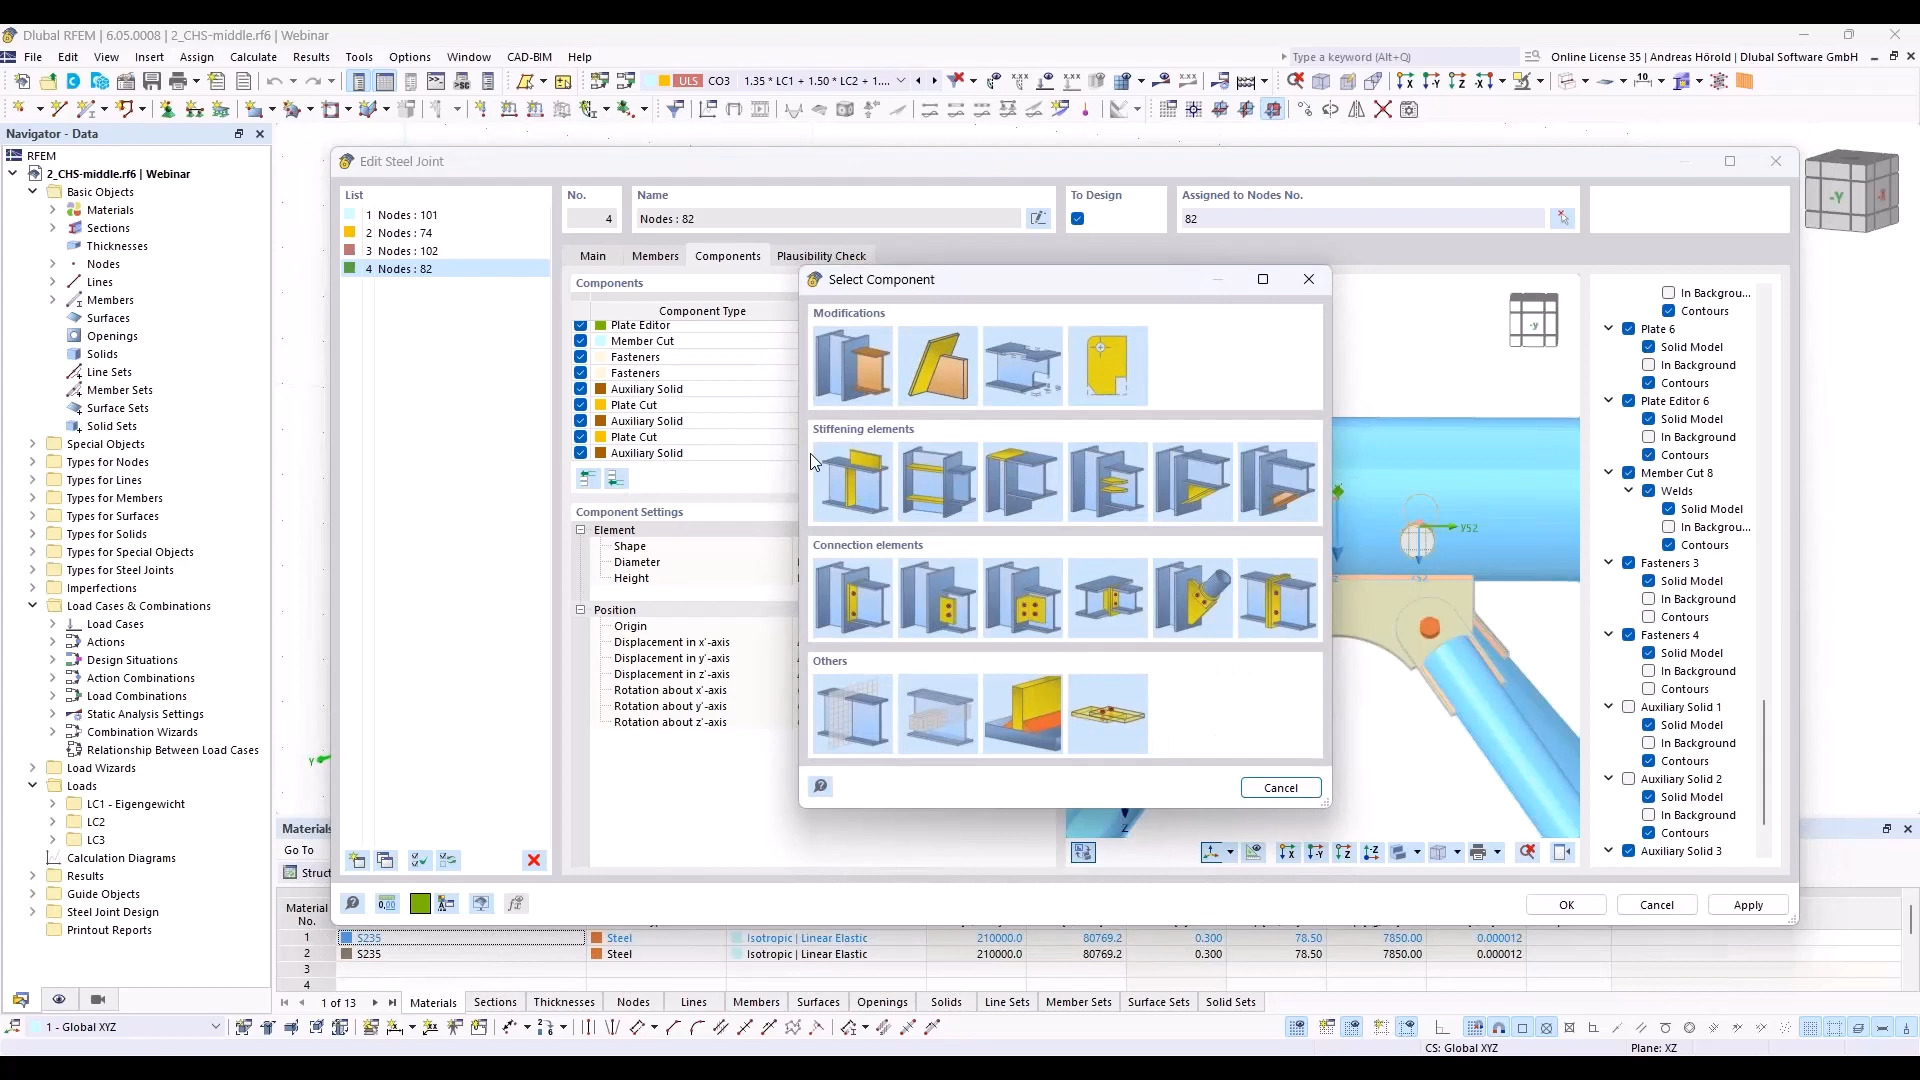 Dlubal RFEM | 6.05.0008 | 2_CHS-middle.rf6 | Webinar
File Edit View Insert Assign Calculate Results Tools Options Window CAD-BIM Help
Type a keyword (Alt+Q)
Online License 35 | Andreas Hörold | Dlubal Software GmbH
ULS CO3 1.35 * LC1 + 1.50 * LC2 + 1....
Navigator - Data
RFEM
2_CHS-middle.rf6 | Webinar
Basic Objects
Materials
Sections
Thicknesses
Nodes
Lines
Members
Surfaces
Openings
Solids
Line Sets
Member Sets
Surface Sets
Solid Sets
Special Objects
Types for Nodes
Types for Lines
Types for Members
Types for Surfaces
Types for Solids
Types for Special Objects
Types for Steel Joints
Imperfections
Load Cases & Combinations
Load Cases
Actions
Design Situations
Action Combinations
Load Combinations
Static Analysis Settings
Combination Wizards
Relationship Between Load Cases
Load Wizards
Loads
LC1 - Eigengewicht
LC2
LC3
Calculation Diagrams
Results
Guide Objects
Steel Joint Design
Printout Reports
1 - Global XYZ
Edit Steel Joint
List
1 Nodes : 101
2 Nodes : 74
3 Nodes : 102
4 Nodes : 82
No.
4
Name
Nodes : 82
To Design
Assigned to Nodes No.
82
Main Members Components Plausibility Check
Components
Component Type
Plate Editor
Member Cut
Fasteners
Fasteners
Auxiliary Solid
Plate Cut
Auxiliary Solid
Plate Cut
Auxiliary Solid
Component Settings
Element
Shape
Diameter
Height
Position
Origin
Displacement in x'-axis
Displacement in y'-axis
Displacement in z'-axis
Rotation about x'-axis
Rotation about y'-axis
Rotation about z'-axis
Select Component
Modifications
Stiffening elements
Connection elements
Others
Cancel
In Backgrou...
Contours
Plate 6
Solid Model
In Background
Contours
Plate Editor 6
Solid Model
In Background
Contours
Member Cut 8
Welds
Solid Model
In Backgrou...
Contours
Fasteners 3
Solid Model
In Background
Contours
Fasteners 4
Solid Model
In Background
Contours
Auxiliary Solid 1
Solid Model
In Background
Contours
Auxiliary Solid 2
Solid Model
In Background
Contours
Auxiliary Solid 3
OK Cancel Apply
Materials
Go To
Struct
Material
No.
1 S235 Steel Isotropic | Linear Elastic 210000.0 80769.2 0.300 78.50 7850.00 0.000012
2 S235 Steel Isotropic | Linear Elastic 210000.0 80769.2 0.300 78.50 7850.00 0.000012
3
4
1 of 13 Materials Sections Thicknesses Nodes Lines Members Surfaces Openings Solids Line Sets Member Sets Surface Sets Solid Sets
CS: Global XYZ Plane: XZ